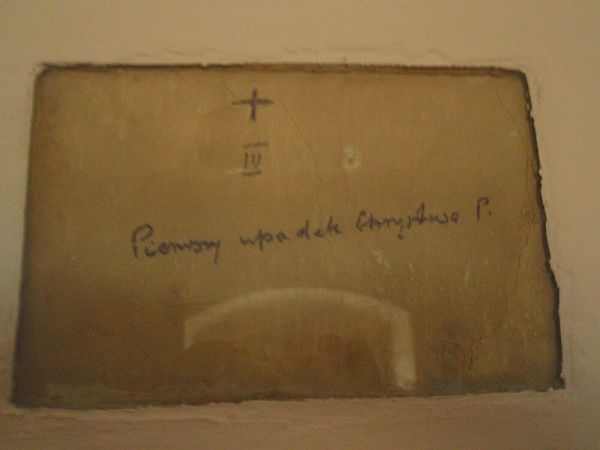 +
III
Pierwszy upadek Chrystusa P.